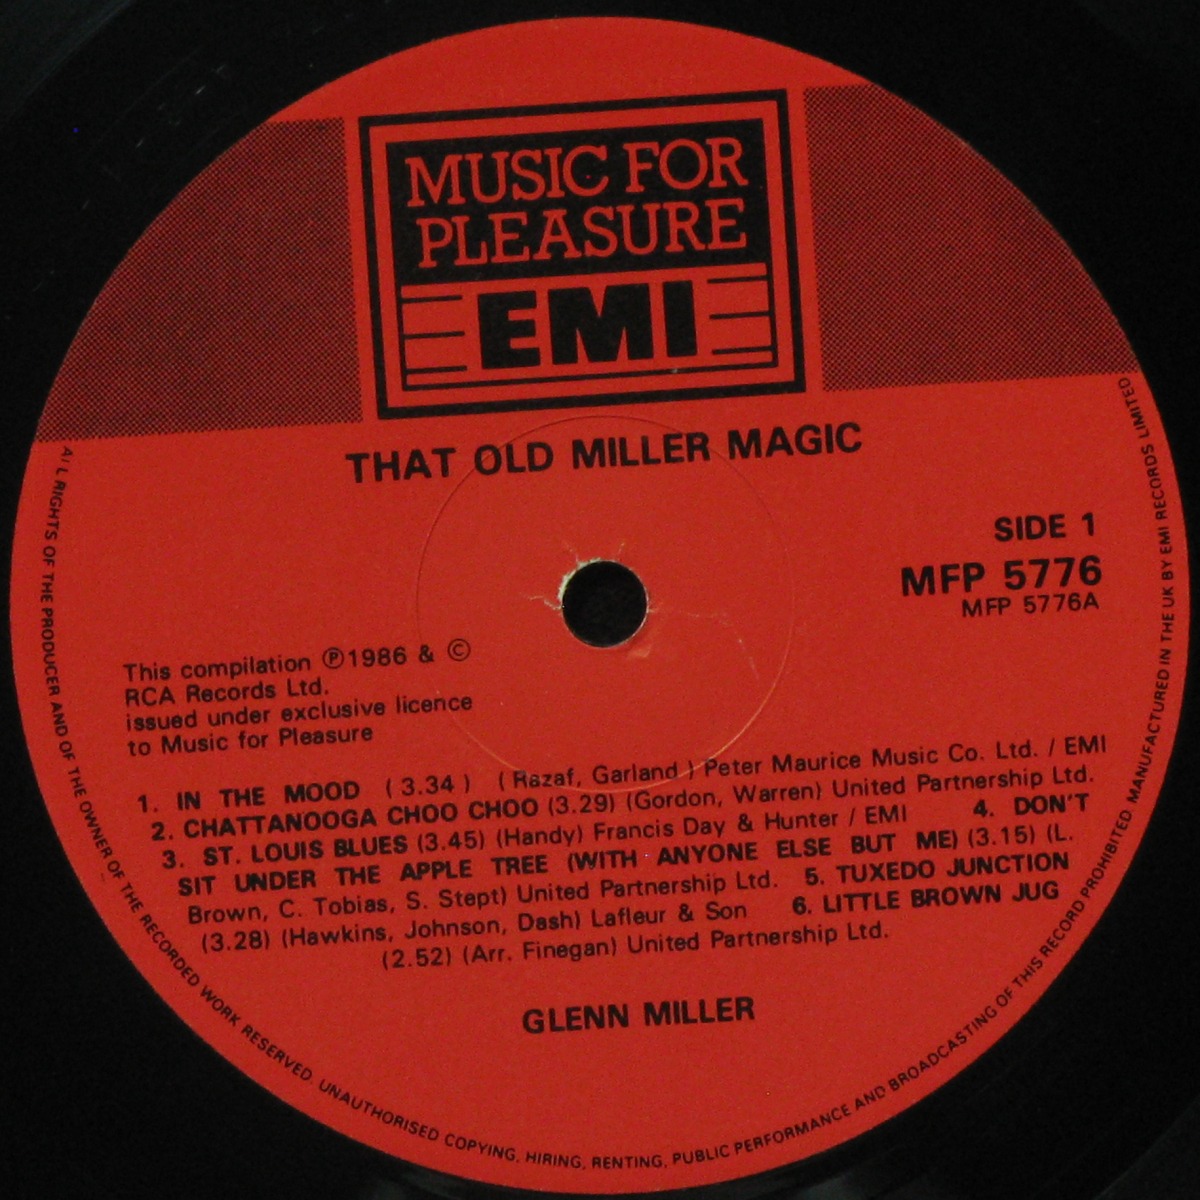 MUSIC FOR
PLEASURE
EMI
THAT OLD MILLER MAGIC
SIDE 1
MFP 5776
MFP 5776A
This compilation ℗1986 & ©
RCA Records Ltd.
issued under exclusive licence
to Music for Pleasure
1. IN THE MOOD (3.34) (Razaf, Garland) Peter Maurice Music Co. Ltd. / EMI
2. CHATTANOOGA CHOO CHOO (3.29) (Gordon, Warren) United Partnership Ltd.
3. ST. LOUIS BLUES (3.45) (Handy) Francis Day & Hunter / EMI 4. DON'T
SIT UNDER THE APPLE TREE (WITH ANYONE ELSE BUT ME) (3.15) (L.
Brown, C. Tobias, S. Stept) United Partnership Ltd. 5. TUXEDO JUNCTION
(3.28) (Hawkins, Johnson, Dash) Lafleur & Son 6. LITTLE BROWN JUG
(2.52) (Arr. Finegan) United Partnership Ltd.
GLENN MILLER
ALL RIGHTS OF THE PRODUCER AND OF THE OWNER OF THE RECORDED WORK RESERVED. UNAUTHORISED COPYING, HIRING, RENTING, PUBLIC PERFORMANCE AND BROADCASTING OF THIS RECORD PROHIBITED MANUFACTURED IN THE UK BY EMI RECORDS LIMITED